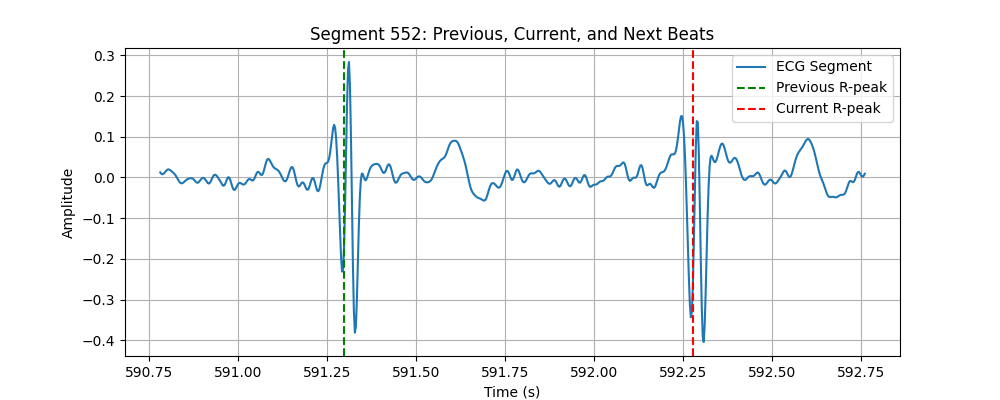 Segment 552: Previous, Current, and Next Beats
0.3
0.2
0.1
0.0
−0.1
−0.2
−0.3
−0.4
Amplitude
ECG Segment
Previous R-peak
Current R-peak
590.75 591.00 591.25 591.50 591.75 592.00 592.25 592.50 592.75
Time (s)